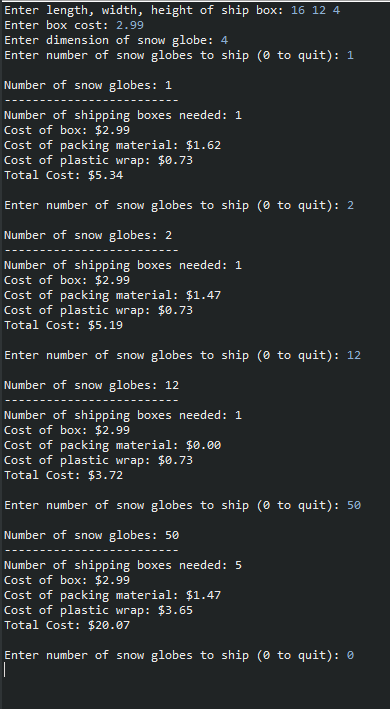 Enter length, width, height of ship box: 16 12 4
Enter box cost: 2.99
Enter dimension of snow globe: 4
Enter number of snow globes to ship (0 to quit): 1
Number of snow globes: 1
-------------------------
Number of shipping boxes needed: 1
Cost of box: $2.99
Cost of packing material: $1.62
Cost of plastic wrap: $0.73
Total Cost: $5.34
Enter number of snow globes to ship (0 to quit): 2
Number of snow globes: 2
-------------------------
Number of shipping boxes needed: 1
Cost of box: $2.99
Cost of packing material: $1.47
Cost of plastic wrap: $0.73
Total Cost: $5.19
Enter number of snow globes to ship (0 to quit): 12
Number of snow globes: 12
-------------------------
Number of shipping boxes needed: 1
Cost of box: $2.99
Cost of packing material: $0.00
Cost of plastic wrap: $0.73
Total Cost: $3.72
Enter number of snow globes to ship (0 to quit): 50
Number of snow globes: 50
-------------------------
Number of shipping boxes needed: 5
Cost of box: $2.99
Cost of packing material: $1.47
Cost of plastic wrap: $3.65
Total Cost: $20.07
Enter number of snow globes to ship (0 to quit): 0